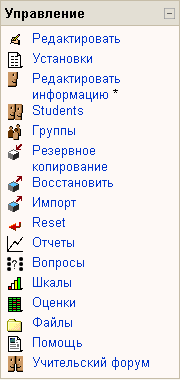 Управление
Редактировать
Установки
Редактировать
информацию *
Students
Группы
Резервное
копирование
Восстановить
Импорт
Reset
Отчеты
Вопросы
Шкалы
Оценки
Файлы
Помощь
Учительский форум